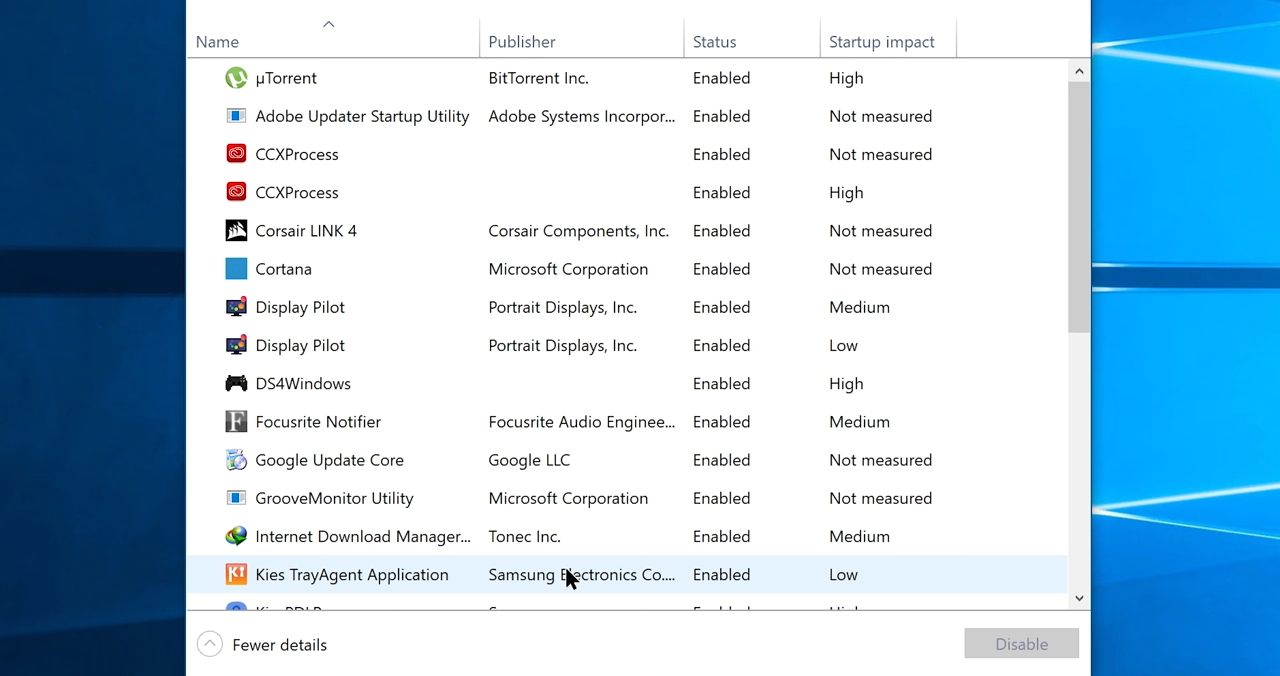 Name Publisher Status Startup impact
µTorrent BitTorrent Inc. Enabled High
Adobe Updater Startup Utility Adobe Systems Incorpor... Enabled Not measured
CCXProcess Enabled Not measured
CCXProcess Enabled High
Corsair LINK 4 Corsair Components, Inc. Enabled Not measured
Cortana Microsoft Corporation Enabled Not measured
Display Pilot Portrait Displays, Inc. Enabled Medium
Display Pilot Portrait Displays, Inc. Enabled Low
DS4Windows Enabled High
Focusrite Notifier Focusrite Audio Enginee... Enabled Medium
Google Update Core Google LLC Enabled Not measured
GrooveMonitor Utility Microsoft Corporation Enabled Not measured
Internet Download Manager... Tonec Inc. Enabled Medium
Kies TrayAgent Application Samsung Electronics Co.... Enabled Low
Enabled High
Fewer details Disable